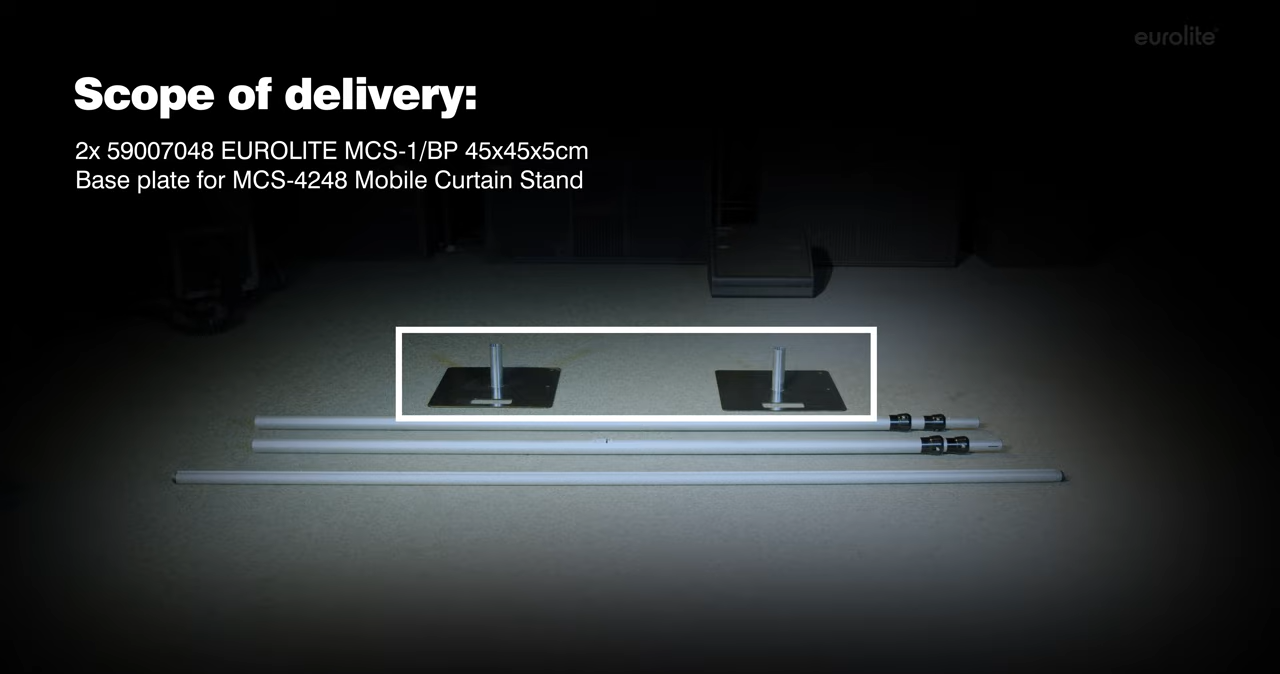 eurolite®
Scope of delivery:
2x 59007048 EUROLITE MCS-1/BP 45x45x5cm
Base plate for MCS-4248 Mobile Curtain Stand